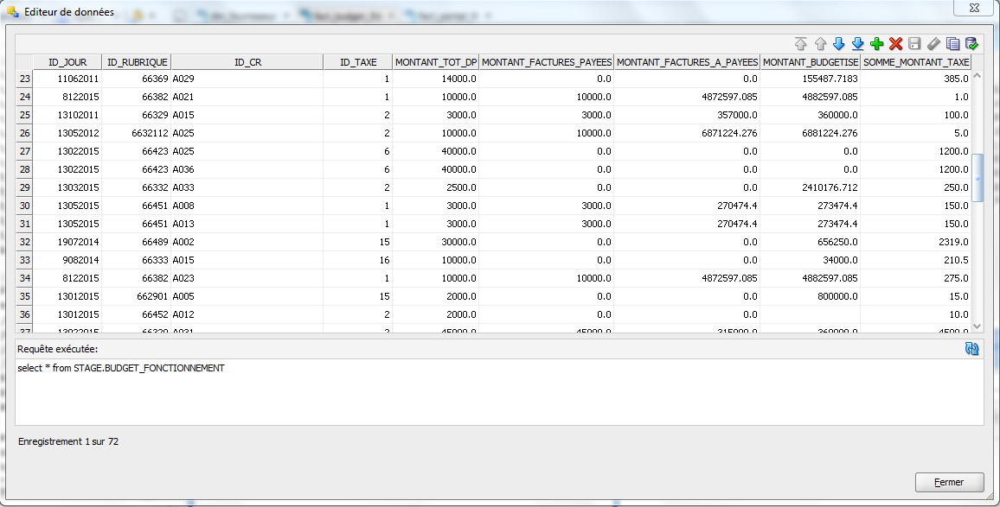 Editeur de données
ID_JOUR ID_RUBRIQUE ID_CR ID_TAXE MONTANT_TOT_DP MONTANT_FACTURES_PAYEES MONTANT_FACTURES_A_PAYEES MONTANT_BUDGETISE SOMME_MONTANT_TAXE
23 11062011 66369 A029 1 14000.0 0.0 0.0 155487.7183 385.0
24 8122015 66382 A021 1 10000.0 10000.0 4872597.085 4882597.085 1.0
25 13102011 66329 A015 2 3000.0 3000.0 357000.0 360000.0 100.0
26 13052012 6632112 A025 2 10000.0 10000.0 6871224.276 6881224.276 5.0
27 13022015 66423 A025 6 40000.0 0.0 0.0 0.0 1200.0
28 13022015 66423 A036 6 40000.0 0.0 0.0 0.0 1200.0
29 13032015 66332 A033 2 2500.0 0.0 0.0 2410176.712 250.0
30 13052015 66451 A008 1 3000.0 3000.0 270474.4 273474.4 150.0
31 13052015 66451 A013 1 3000.0 3000.0 270474.4 273474.4 150.0
32 19072014 66489 A002 15 30000.0 0.0 0.0 656250.0 2319.0
33 9082014 66333 A015 16 10000.0 0.0 0.0 34000.0 210.5
34 8122015 66382 A023 1 10000.0 10000.0 4872597.085 4882597.085 275.0
35 13012015 662901 A005 15 2000.0 0.0 0.0 800000.0 15.0
36 13012015 66452 A012 2 2000.0 0.0 0.0 10.0
Requête exécutée:
select * from STAGE.BUDGET_FONCTIONNEMENT
Enregistrement 1 sur 72
Fermer